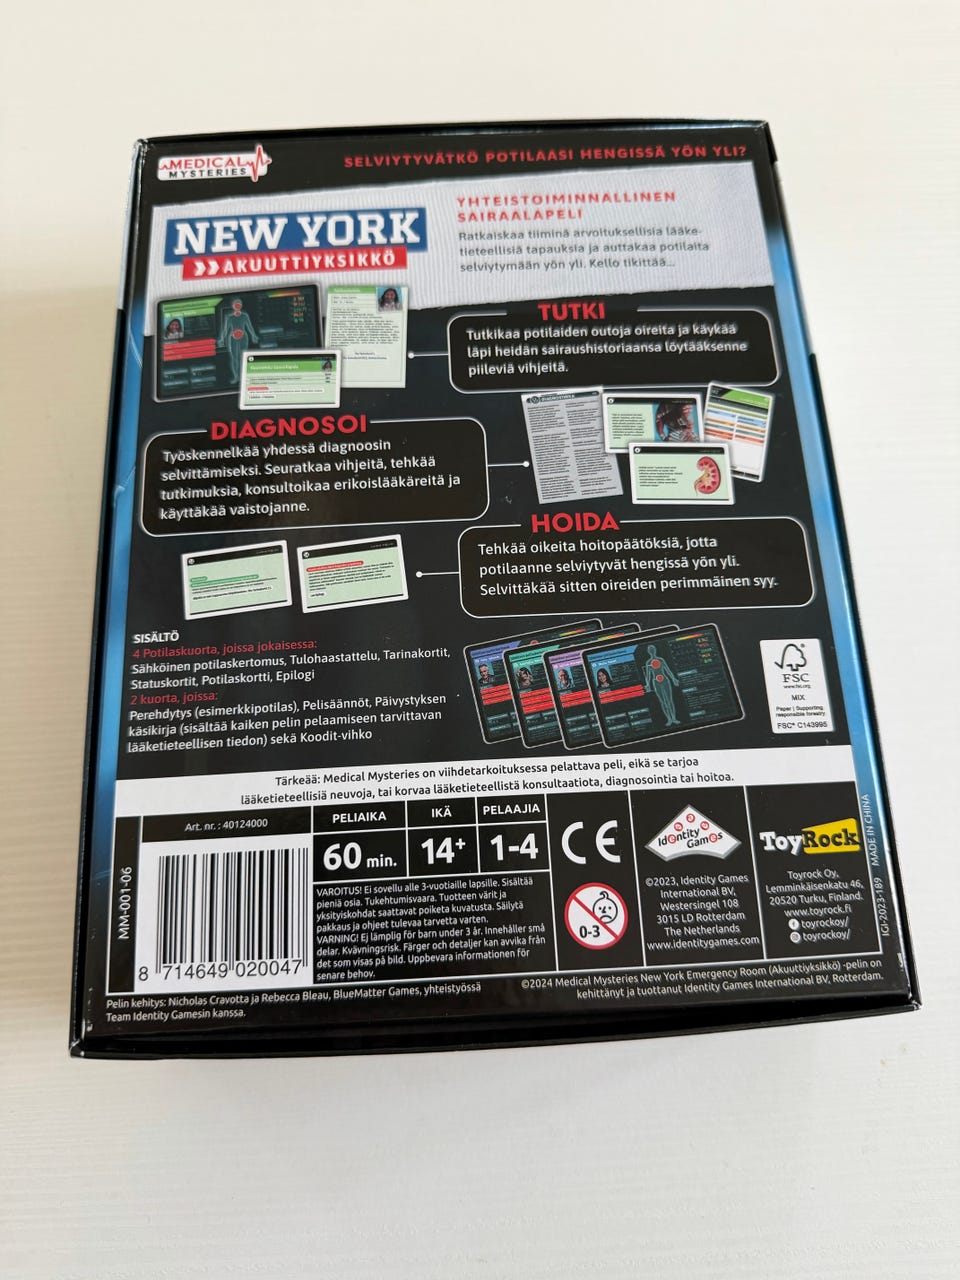 MEDICAL
MYSTERIES
SELVIYTYVÄTKÖ POTILAASI HENGISSÄ YÖN YLI?
NEW YORK
AKUUTTIYKSIKKÖ
YHTEISTOIMINNALLINEN
SAIRAALAPELI
Ratkaiskaa tiiminä arvoituksellisia lääke-
tieteellisiä tapauksia ja auttakaa potilaita
selviytymään yön yli. Kello tikittää...
TUTKI
Tutkikaa potilaiden outoja oireita ja käykää
läpi heidän sairaushistoriaansa löytääksenne
piileviä vihjeitä.
DIAGNOSOI
Työskennelkää yhdessä diagnoosin
selvittämiseksi. Seuratkaa vihjeitä, tehkää
tutkimuksia, konsultoikaa erikoislääkäreitä ja
käyttäkää vaistojanne.
HOIDA
Tehkää oikeita hoitopäätöksiä, jotta
potilaanne selviytyvät hengissä yön yli.
Selvittäkää sitten oireiden perimmäinen syy.
SISÄLTÖ
4 Potilaskuorta, joissa jokaisessa:
Sähköinen potilaskertomus, Tulohaastattelu, Tarinakortit,
Statuskortit, Potilaskortti, Epilogi
2 kuorta, joissa:
Perehdytys (esimerkkipotilas), Pelisäännöt, Päivystyksen
käsikirja (sisältää kaiken pelin pelaamiseen tarvittavan
lääketieteellisen tiedon) sekä Koodit-vihko
FSC
www.fsc.org
MIX
Paper | Supporting
responsible forestry
FSC® C143995
Tärkeää: Medical Mysteries on viihdetarkoituksessa pelattava peli, eikä se tarjoa
lääketieteellisiä neuvoja, tai korvaa lääketieteellistä konsultaatiota, diagnosointia tai hoitoa.
MM-001-06
Art. nr. : 40124000
8 714649 020047
PELIAIKA
60 min.
IKÄ
14+
PELAAJIA
1-4
VAROITUS! Ei sovellu alle 3-vuotiaille lapsille. Sisältää
pieniä osia. Tukehtumisvaara. Tuotteen värit ja
yksityiskohdat saattavat poiketa kuvatusta. Säilytä
pakkaus ja ohjeet tulevaa tarvetta varten.
VARNING! Ej lämplig för barn under 3 år. Innehåller små
delar. Kvävningsrisk. Färger och detaljer kan avvika från
det som visas på bild. Uppbevara informationen för
senare behov.
CE
0-3
Identity
Games
©2023, Identity Games
International BV,
Westersingel 108
3015 LD Rotterdam
The Netherlands
www.identitygames.com
ToyRock
Toyrock Oy,
Lemminkäisenkatu 46,
20520 Turku, Finland.
www.toyrock.fi
toyrockoy/
toyrockoy/
IGI-2023-189 MADE IN CHINA
Pelin kehitys: Nicholas Cravotta ja Rebecca Bleau, BlueMatter Games, yhteistyössä
Team Identity Gamesin kanssa.
©2024 Medical Mysteries New York Emergency Room (Akuuttiyksikkö) -pelin on
kehittänyt ja tuottanut Identity Games International BV, Rotterdam.